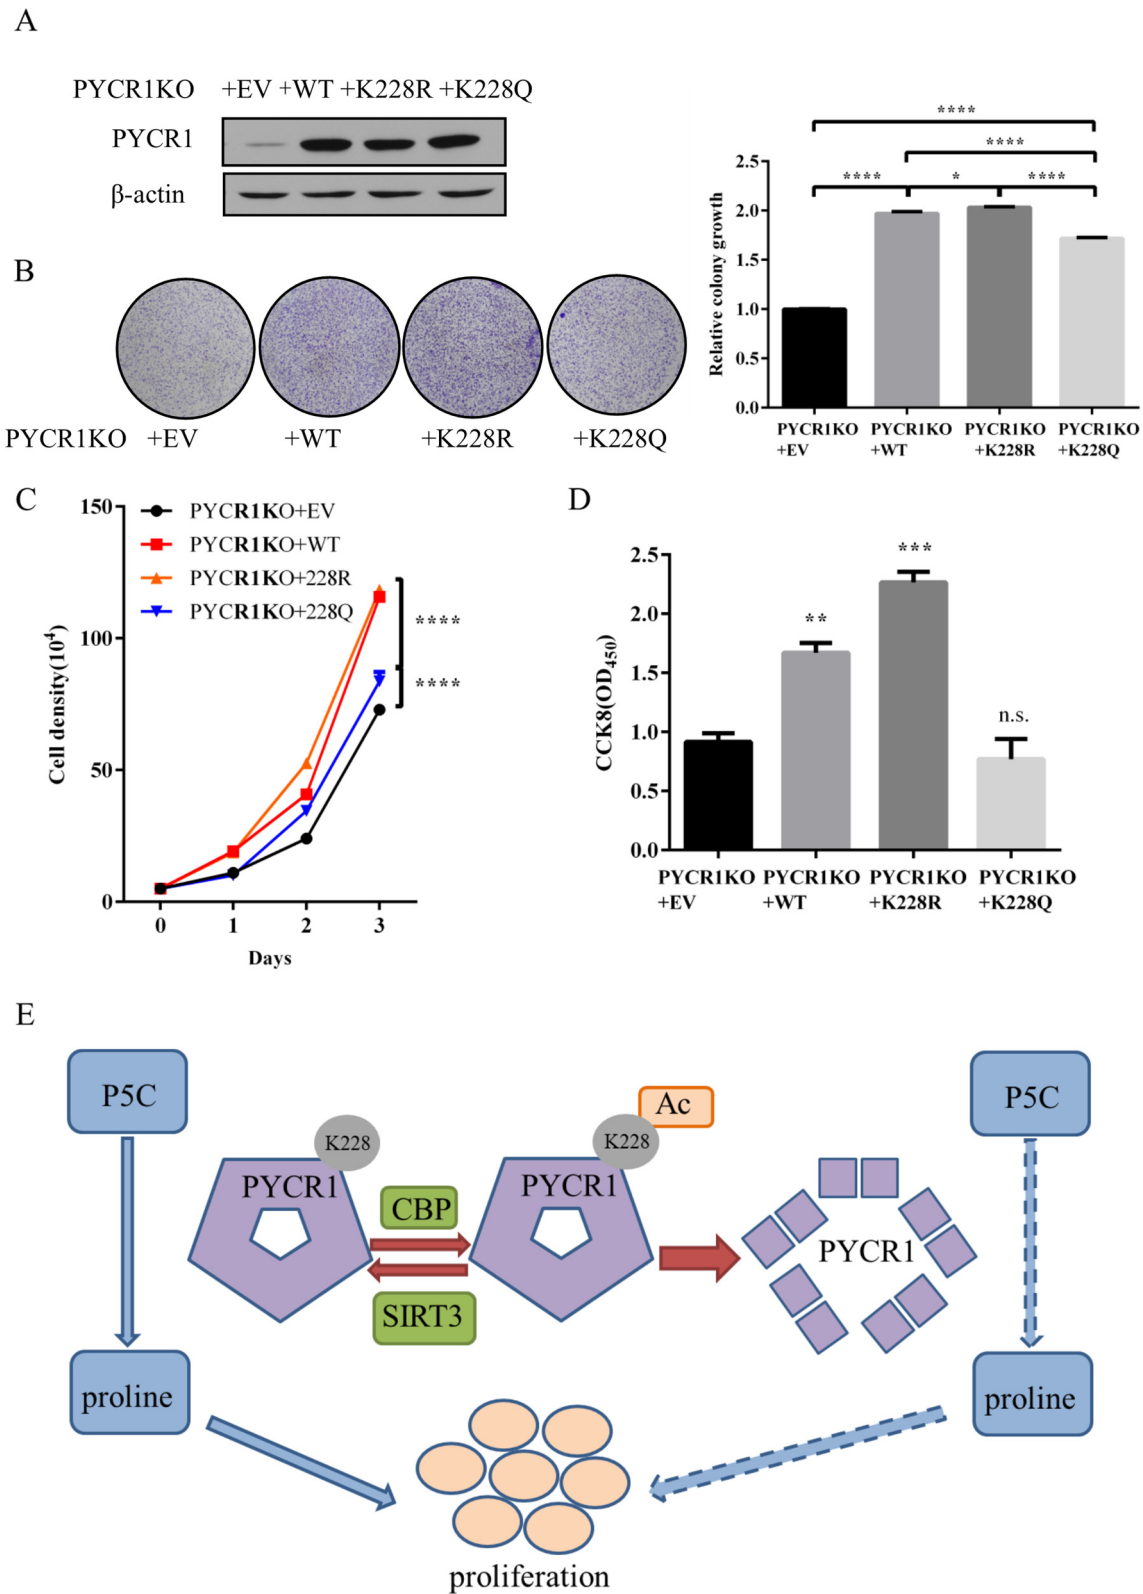 A
PYCR1KO +EV +WT +K228R +K228Q
PYCR1
β-actin
B
PYCR1KO +EV +WT +K228R +K228Q
Relative colony growth
2.5
2.0
1.5
1.0
0.5
0.0
****
****
**** * ****
PYCR1KO PYCR1KO PYCR1KO PYCR1KO
+EV +WT +K228R +K228Q
C
PYCR1KO+EV
PYCR1KO+WT
PYCR1KO+228R
PYCR1KO+228Q
Cell density(10⁴)
150
100
50
0
****
****
0 1 2 3
Days
D
CCK8(OD₄₅₀)
2.5
2.0
1.5
1.0
0.5
0.0
**
***
n.s.
PYCR1KO PYCR1KO PYCR1KO PYCR1KO
+EV +WT +K228R +K228Q
E
P5C
proline
K228
PYCR1
CBP
SIRT3
Ac
K228
PYCR1
PYCR1
P5C
proline
proliferation